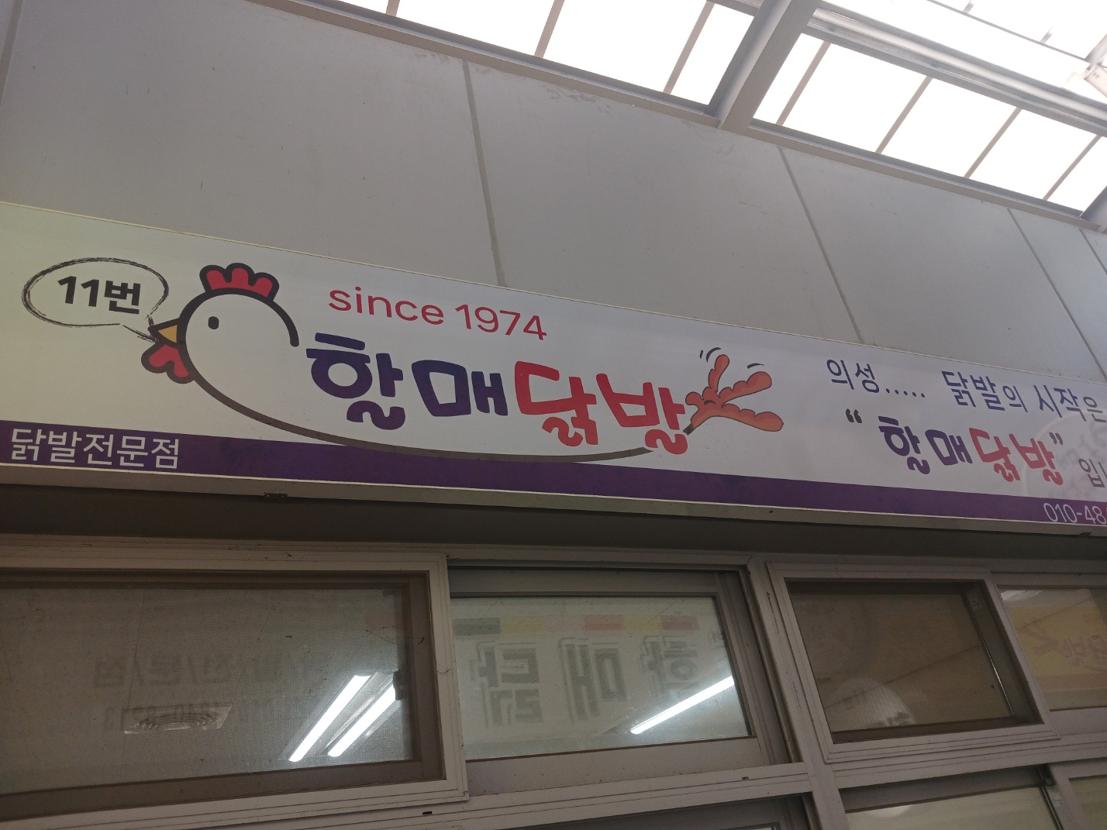 11번
since 1974
할매닭발
닭발전문점
의성..... 닭발의 시작은
"할매닭발"
010-48